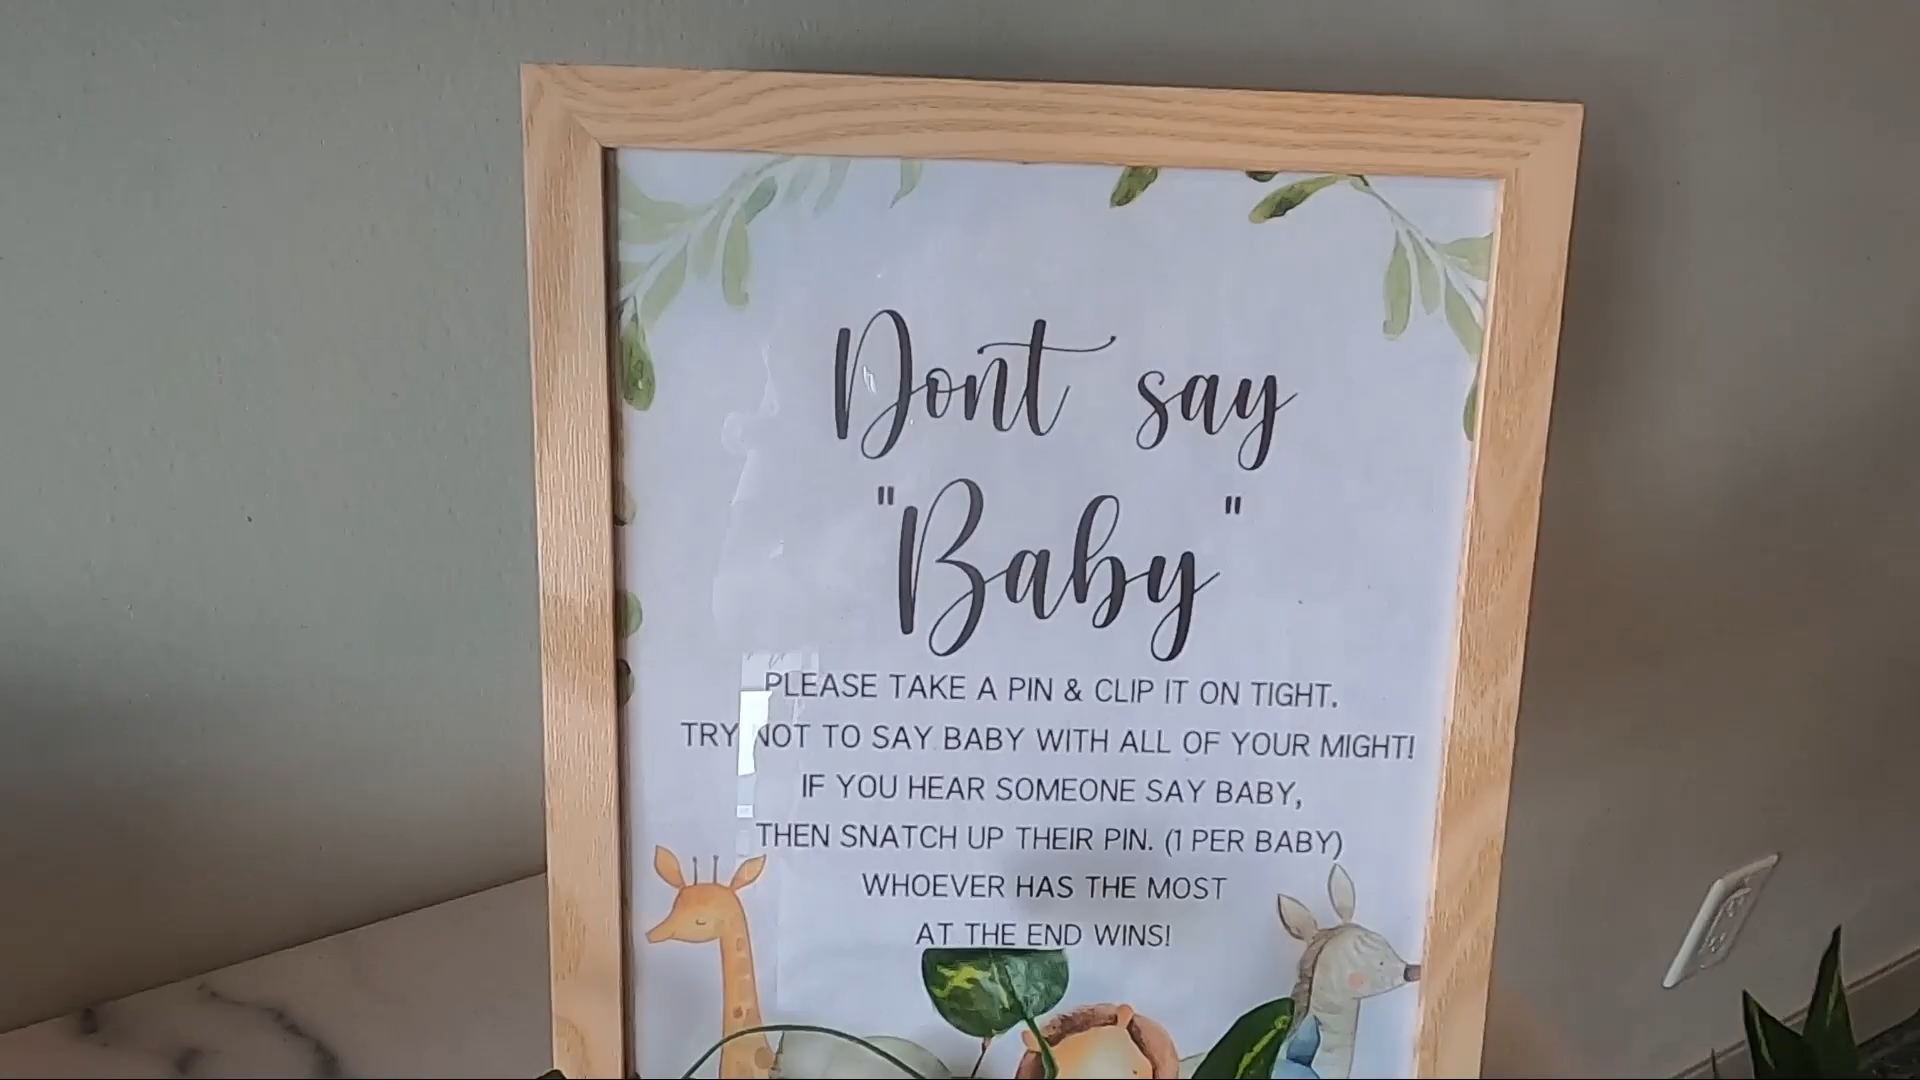 Dont say
"Baby"
PLEASE TAKE A PIN & CLIP IT ON TIGHT.
TRY NOT TO SAY BABY WITH ALL OF YOUR MIGHT!
IF YOU HEAR SOMEONE SAY BABY,
THEN SNATCH UP THEIR PIN. (1 PER BABY)
WHOEVER HAS THE MOST
AT THE END WINS!